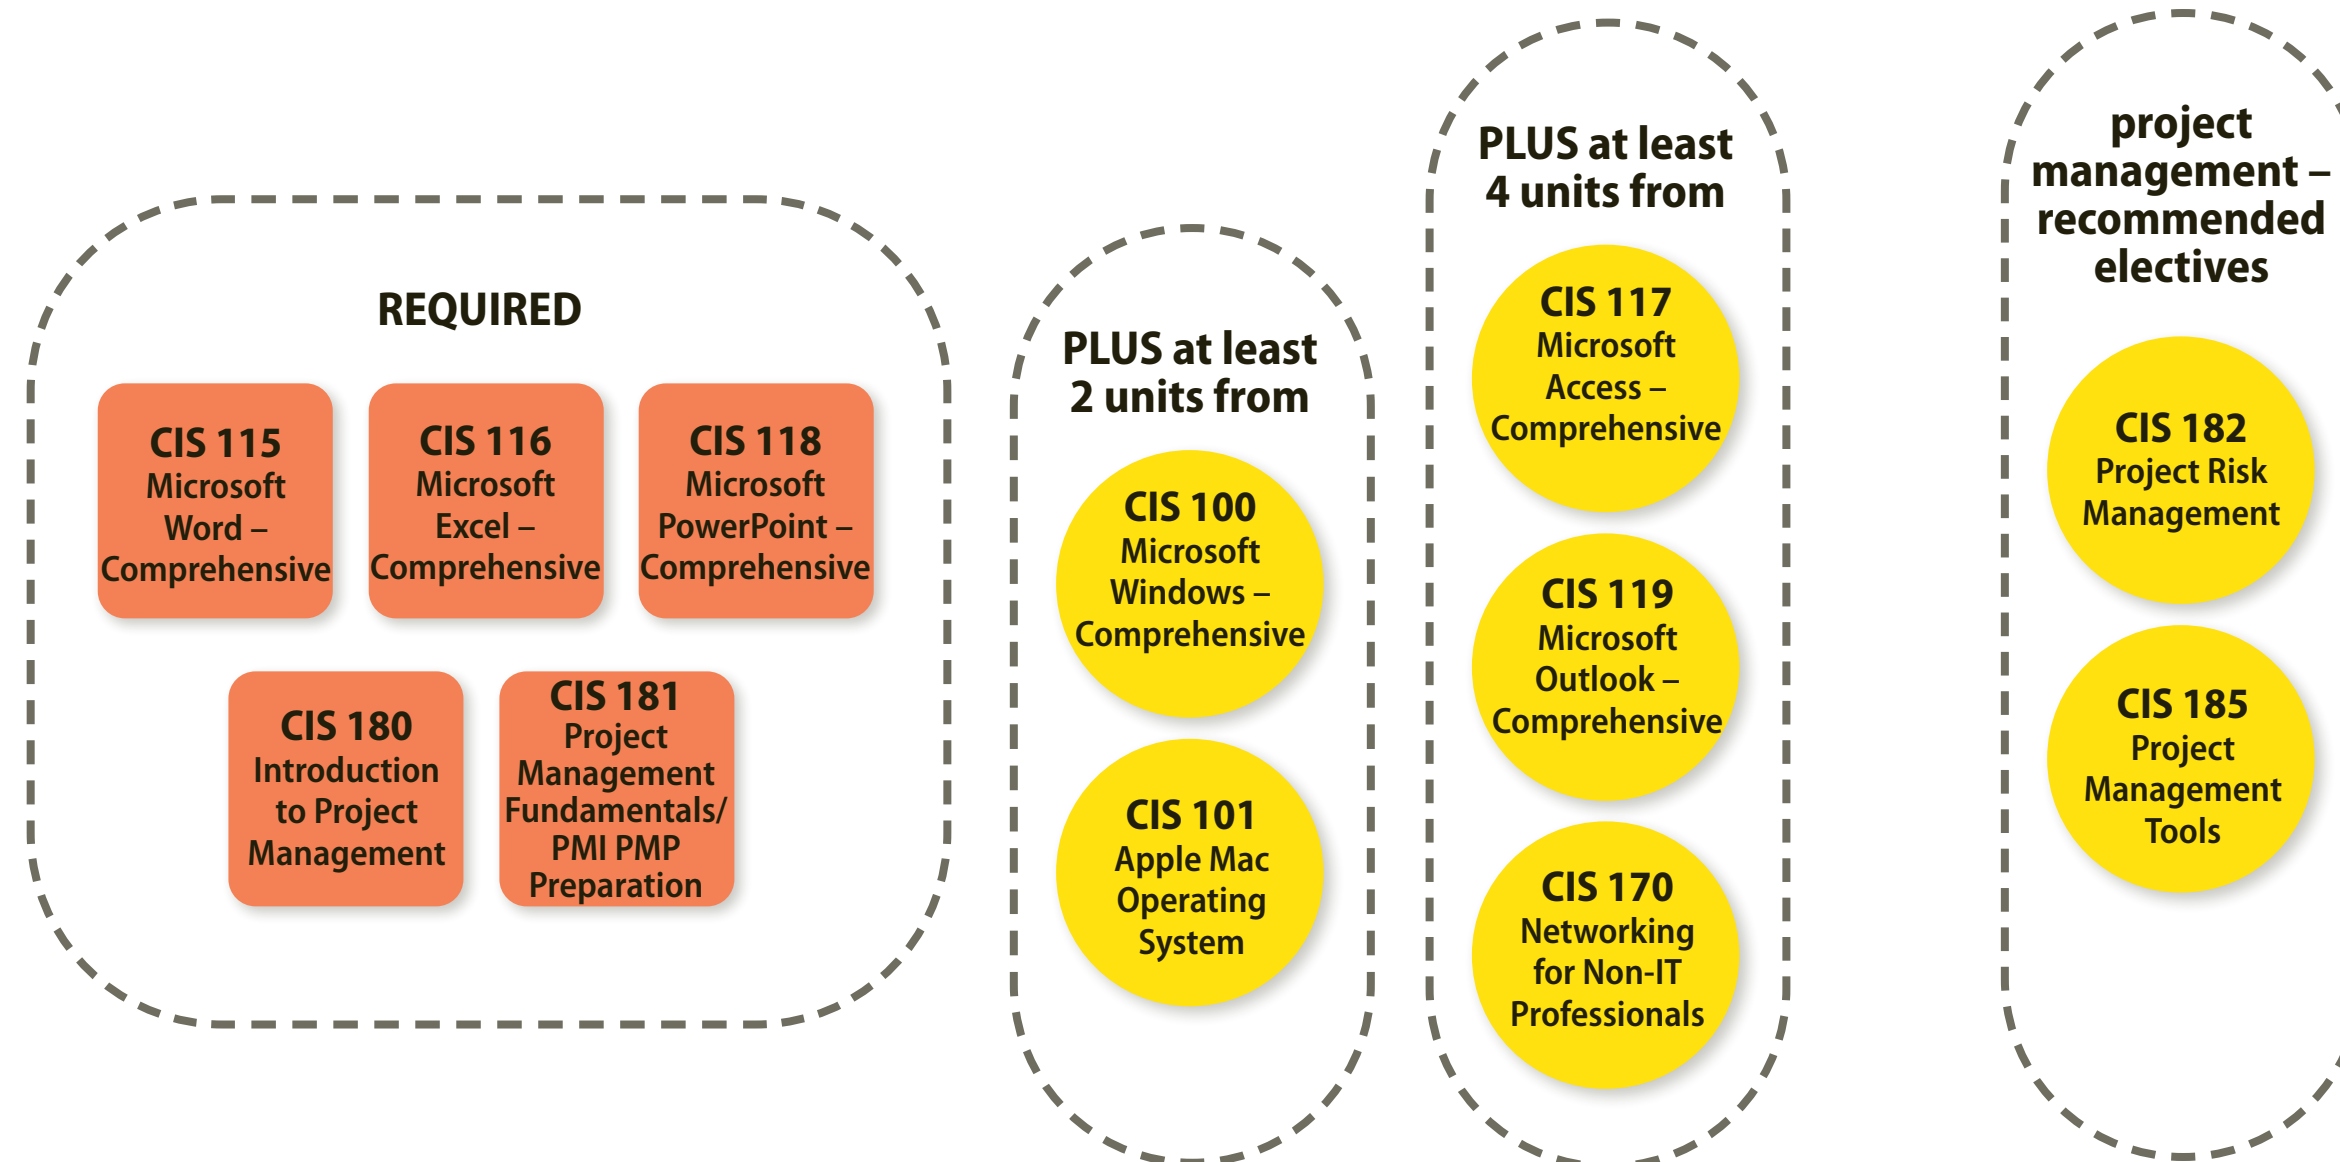 REQUIRED
CIS 115
Microsoft
Word –
Comprehensive
CIS 116
Microsoft
Excel –
Comprehensive
CIS 118
Microsoft
PowerPoint –
Comprehensive
CIS 180
Introduction
to Project
Management
CIS 181
Project
Management
Fundamentals/
PMI PMP
Preparation
PLUS at least
2 units from
CIS 100
Microsoft
Windows –
Comprehensive
CIS 101
Apple Mac
Operating
System
PLUS at least
4 units from
CIS 117
Microsoft
Access –
Comprehensive
CIS 119
Microsoft
Outlook –
Comprehensive
CIS 170
Networking
for Non-IT
Professionals
project
management –
recommended
electives
CIS 182
Project Risk
Management
CIS 185
Project
Management
Tools